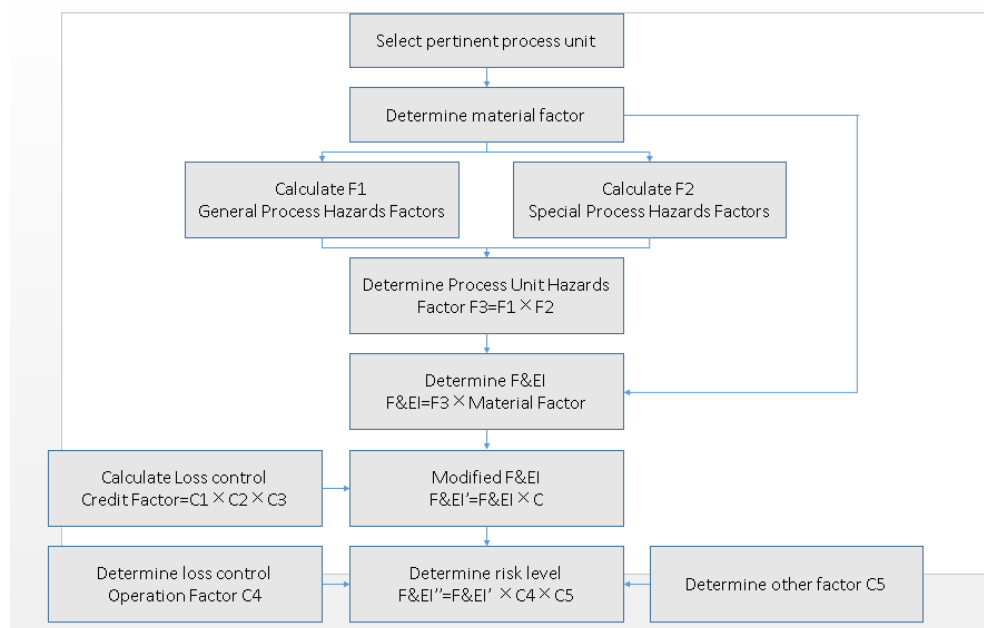 Select pertinent process unit
Determine material factor
Calculate F1
General Process Hazards Factors
Calculate F2
Special Process Hazards Factors
Determine Process Unit Hazards
Factor F3=F1×F2
Determine F&EI
F&EI=F3×Material Factor
Calculate Loss control
Credit Factor=C1×C2×C3
Modified F&EI
F&EI'=F&EI×C
Determine loss control
Operation Factor C4
Determine risk level
F&EI''=F&EI' ×C4×C5
Determine other factor C5